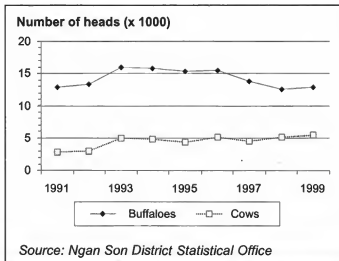 Number of heads (x 1000)
20
15
10
5
0
1991 1993 1995 1997 1999
Buffaloes Cows
Source: Ngan Son District Statistical Office